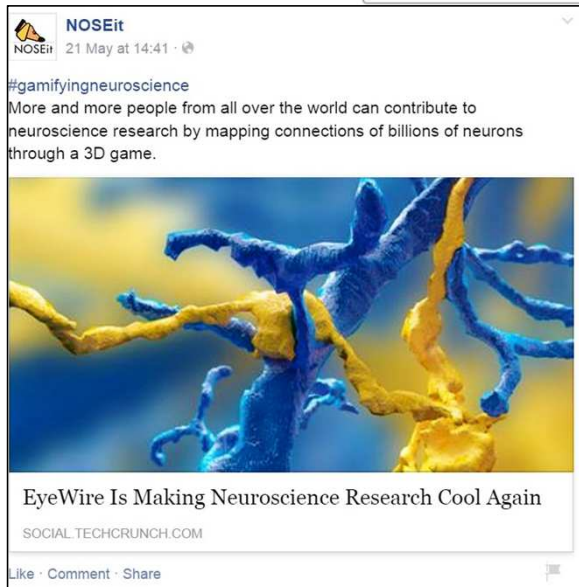 NOSEit
NOSEit
21 May at 14:41 ·
#gamifyingneuroscience
More and more people from all over the world can contribute to
neuroscience research by mapping connections of billions of neurons
through a 3D game.
EyeWire Is Making Neuroscience Research Cool Again
SOCIAL.TECHCRUNCH.COM
Like · Comment · Share